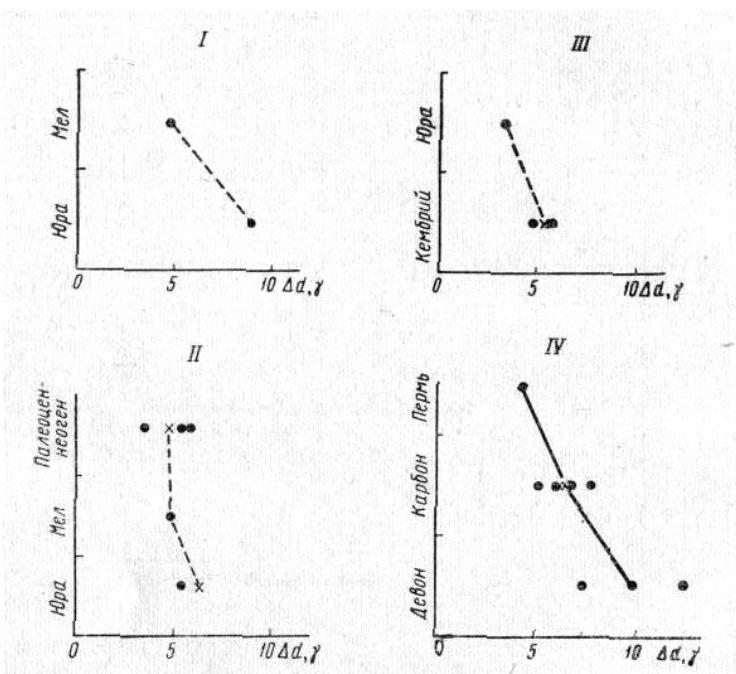 I
Мел
Юра
0 5 10 Δd,γ
III
Юра
Кембрий
0 5 10 Δd,γ
II
Палеоцен-
неоген
Мел
Юра
0 5 10 Δd,γ
IV
Пермь
Карбон
Девон
0 5 10 Δd,γ